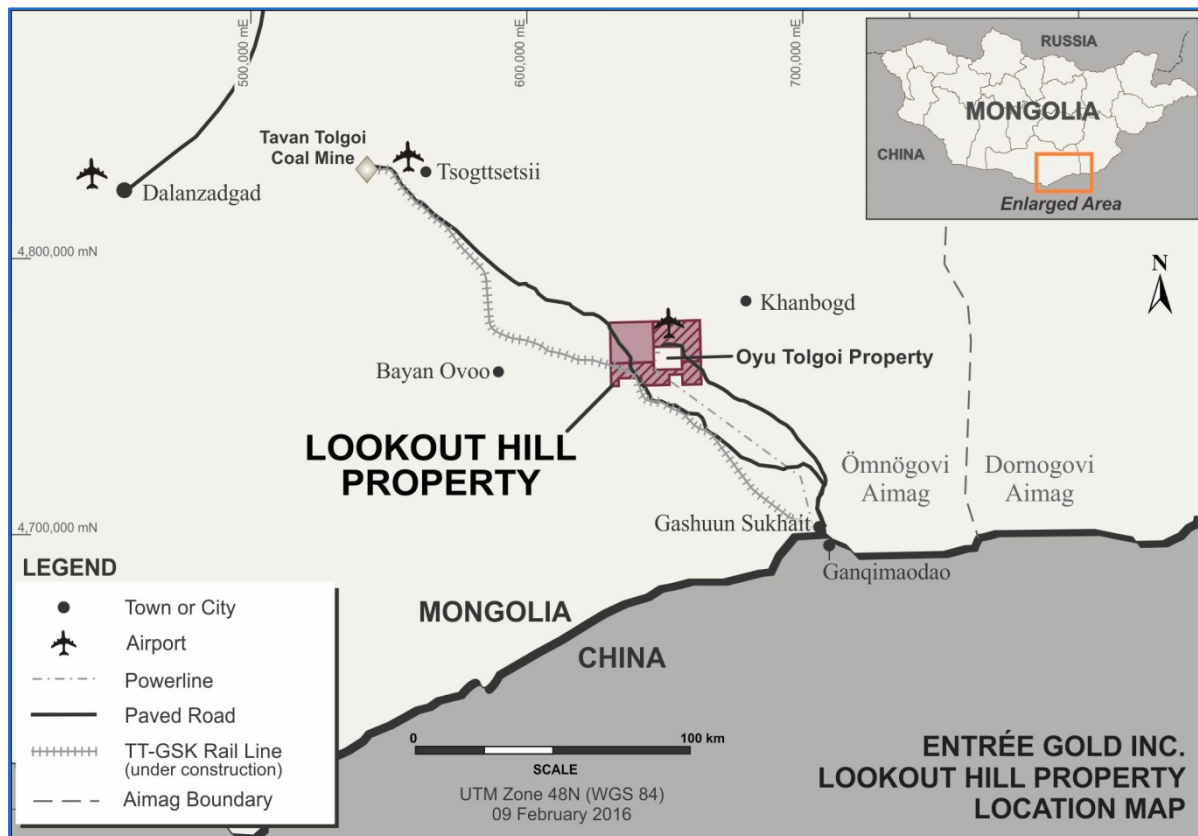 500,000 mE
600,000 mE
700,000 mE
RUSSIA
MONGOLIA
CHINA
Enlarged Area
Tavan Tolgoi
Coal Mine
Tsogttsetsii
Dalanzadgad
4,800,000 mN
N
Khanbogd
Oyu Tolgoi Property
Bayan Ovoo
LOOKOUT HILL
PROPERTY
Ömnögovi
Aimag
Dornogovi
Aimag
4,700,000 mN
Gashuun Sukhait
Ganqimaodao
LEGEND
Town or City
Airport
Powerline
Paved Road
TT-GSK Rail Line
(under construction)
Aimag Boundary
MONGOLIA
CHINA
0
100 km
SCALE
UTM Zone 48N (WGS 84)
09 February 2016
ENTRÉE GOLD INC.
LOOKOUT HILL PROPERTY
LOCATION MAP